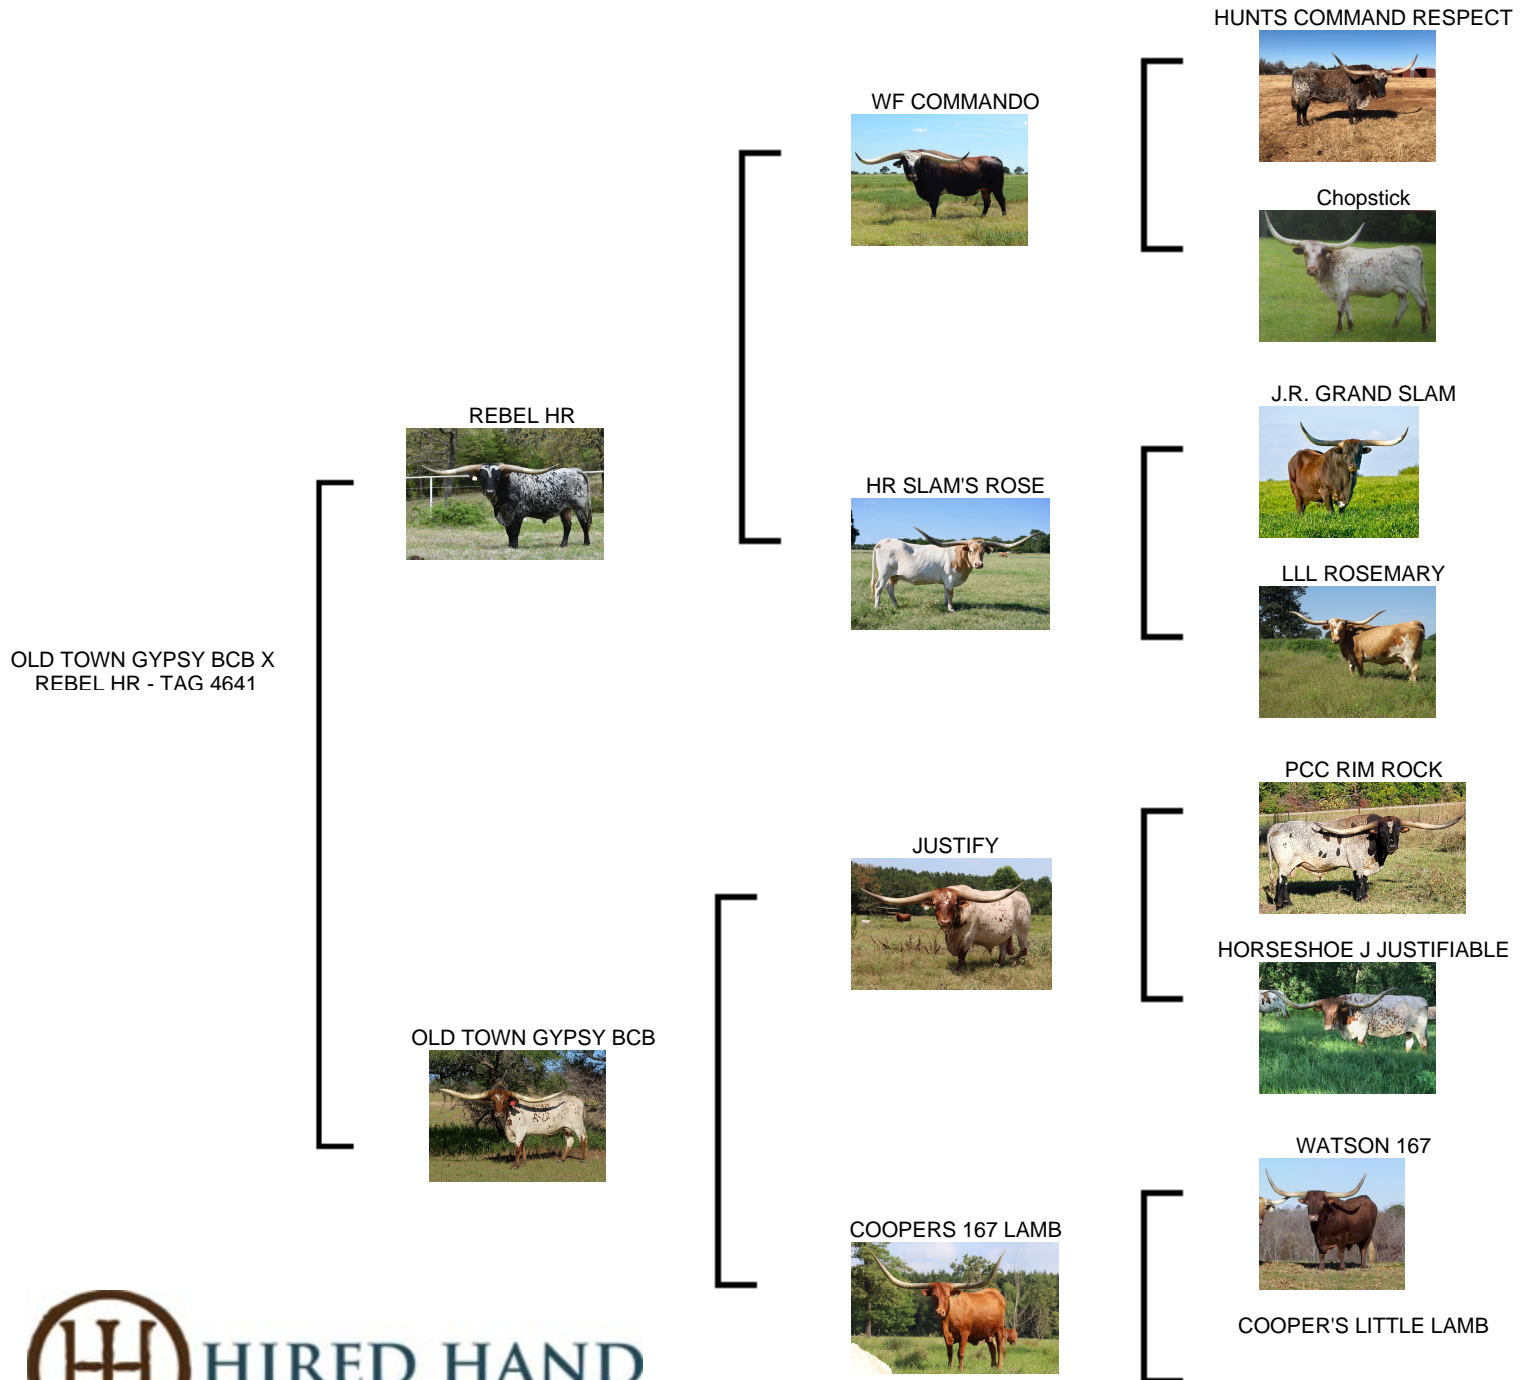 HUNTS COMMAND RESPECT
WF COMMANDO
Chopstick
J.R. GRAND SLAM
REBEL HR
HR SLAM'S ROSE
LLL ROSEMARY
OLD TOWN GYPSY BCB X
REBEL HR - TAG 4641
PCC RIM ROCK
JUSTIFY
HORSESHOE J JUSTIFIABLE
OLD TOWN GYPSY BCB
WATSON 167
COOPERS 167 LAMB
COOPER'S LITTLE LAMB
HIRED HAND